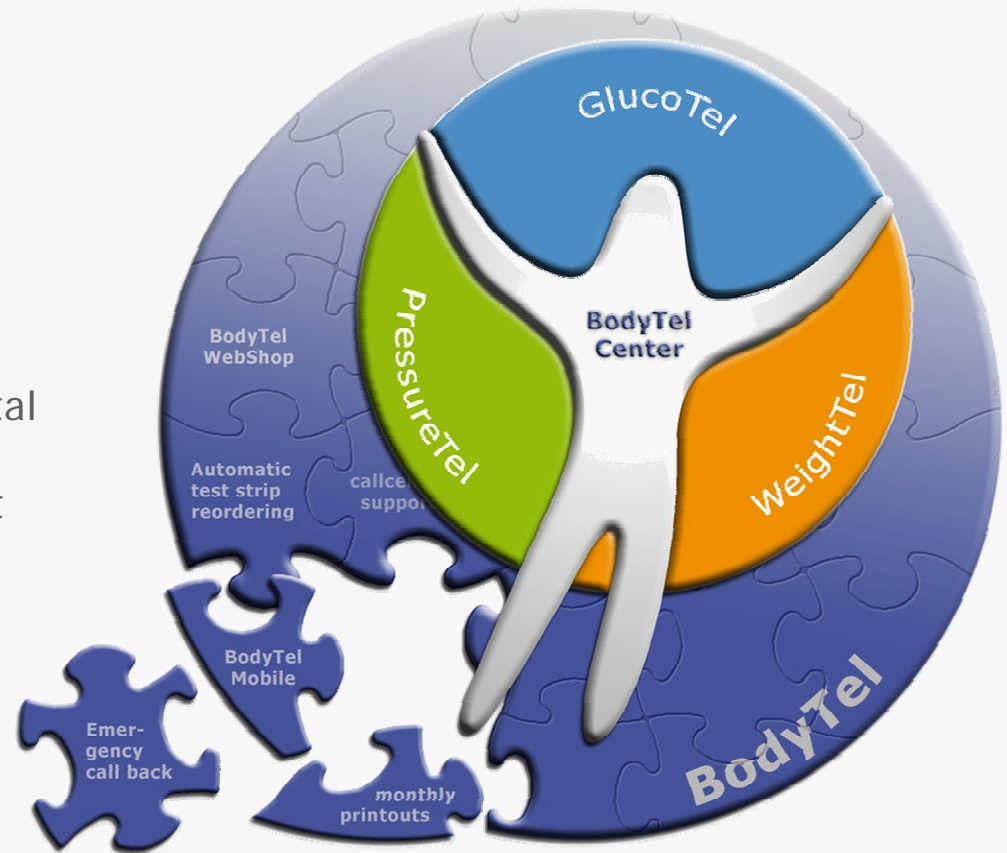 GlucoTel
BodyTel
Center
PressureTel
WeightTel
BodyTel
WebShop
Automatic
test strip
reordering
BodyTel
Mobile
Emer-
gency
call back
monthly
printouts
BodyTel